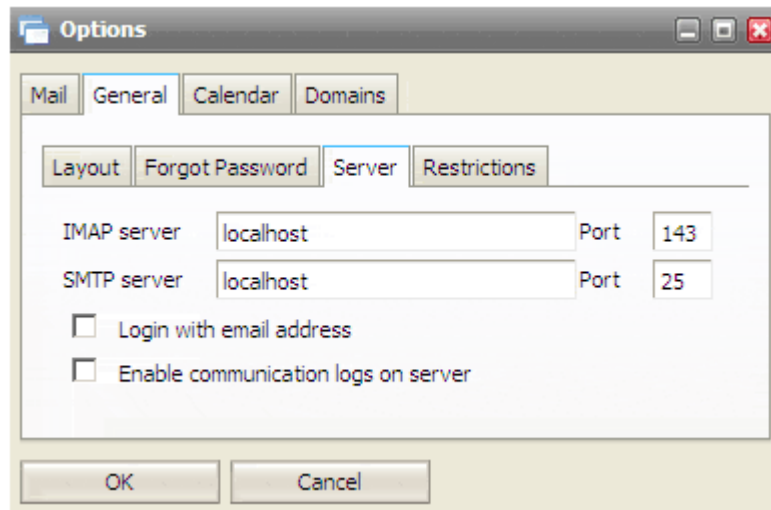 Options
Mail General Calendar Domains
Layout Forgot Password Server Restrictions
IMAP server localhost Port 143
SMTP server localhost Port 25
Login with email address
Enable communication logs on server
OK Cancel